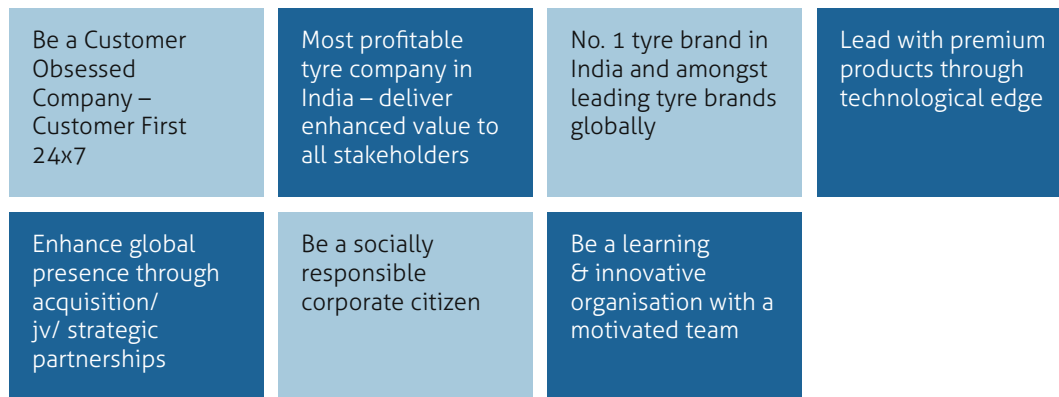 Be a Customer
Obsessed
Company –
Customer First
24x7
Most profitable
tyre company in
India – deliver
enhanced value to
all stakeholders
No. 1 tyre brand in
India and amongst
leading tyre brands
globally
Lead with premium
products through
technological edge
Enhance global
presence through
acquisition/
jv/ strategic
partnerships
Be a socially
responsible
corporate citizen
Be a learning
& innovative
organisation with a
motivated team